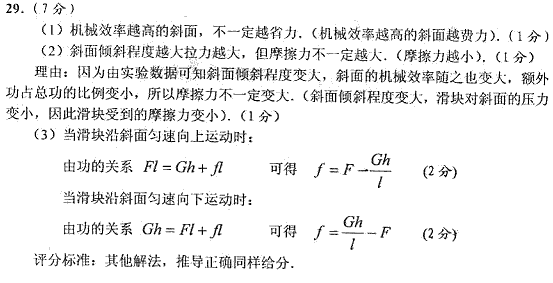 29.(7分)
(1)机械效率越高的斜面，不一定越省力.(机械效率越高的斜面越费力).(1分)
(2)斜面倾斜程度越大拉力越大，但摩擦力不一定越大.(摩擦力越小).(1分)
理由：因为由实验数据可知斜面倾斜程度变大，斜面的机械效率随之也变大，额外
功占总功的比例变小，所以摩擦力不一定变大.(斜面倾斜程度变大，滑块对斜面的压力
变小，因此滑块受到的摩擦力变小).(1分)
(3)当滑块沿斜面匀速向上运动时：
由功的关系 Fl = Gh + fl 可得 f = F − Gh/l (2分)
当滑块沿斜面匀速向下运动时：
由功的关系 Gh = Fl + fl 可得 f = Gh/l − F (2分)
评分标准：其他解法，推导正确同样给分.